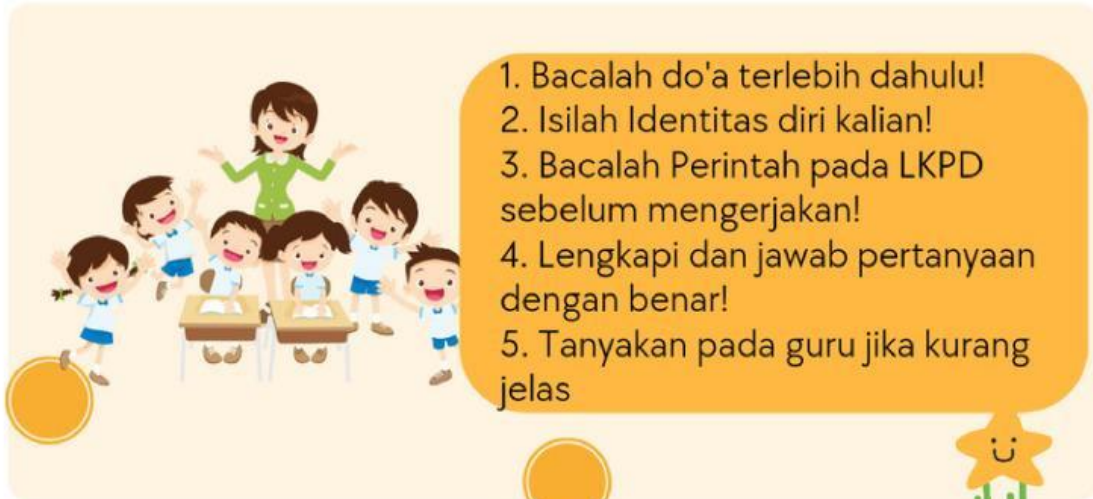 1. Bacalah do'a terlebih dahulu!
2. Isilah Identitas diri kalian!
3. Bacalah Perintah pada LKPD
sebelum mengerjakan!
4. Lengkapi dan jawab pertanyaan
dengan benar!
5. Tanyakan pada guru jika kurang
jelas